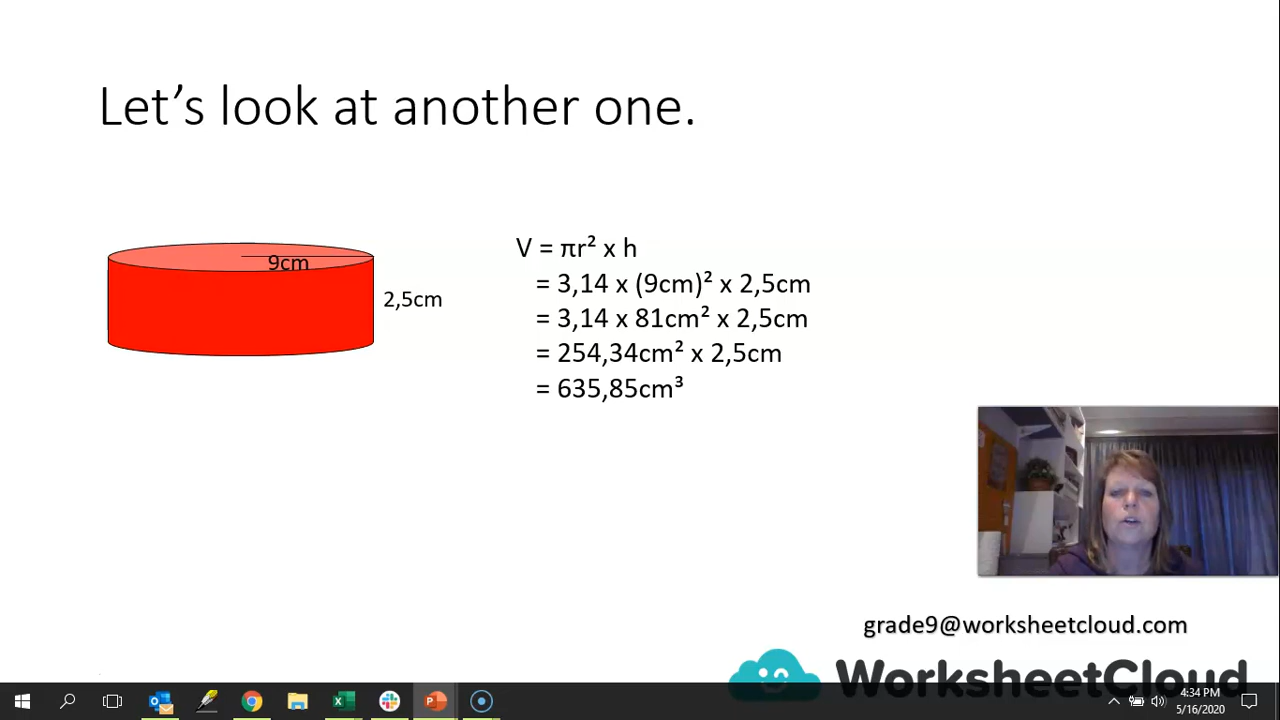 Let's look at another one.
9cm
2,5cm
V = πr² x h
= 3,14 x (9cm)² x 2,5cm
= 3,14 x 81cm² x 2,5cm
= 254,34cm² x 2,5cm
= 635,85cm³
grade9@worksheetcloud.com
WorksheetCloud
4:34 PM
5/16/2020